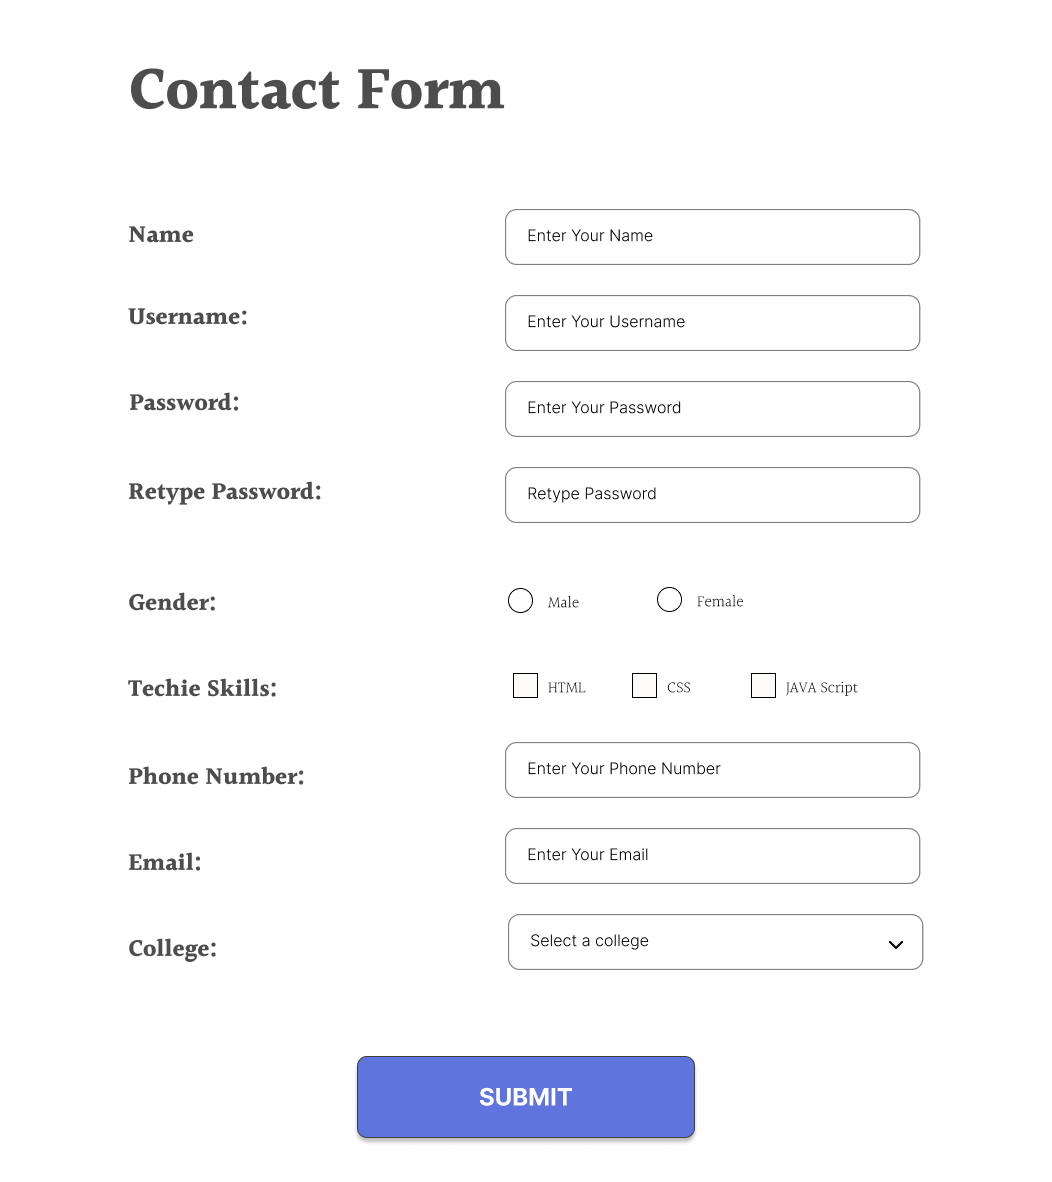 Contact Form
Name
Enter Your Name
Username:
Enter Your Username
Password:
Enter Your Password
Retype Password:
Retype Password
Gender:
Male
Female
Techie Skills:
HTML
CSS
JAVA Script
Phone Number:
Enter Your Phone Number
Email:
Enter Your Email
College:
Select a college
SUBMIT